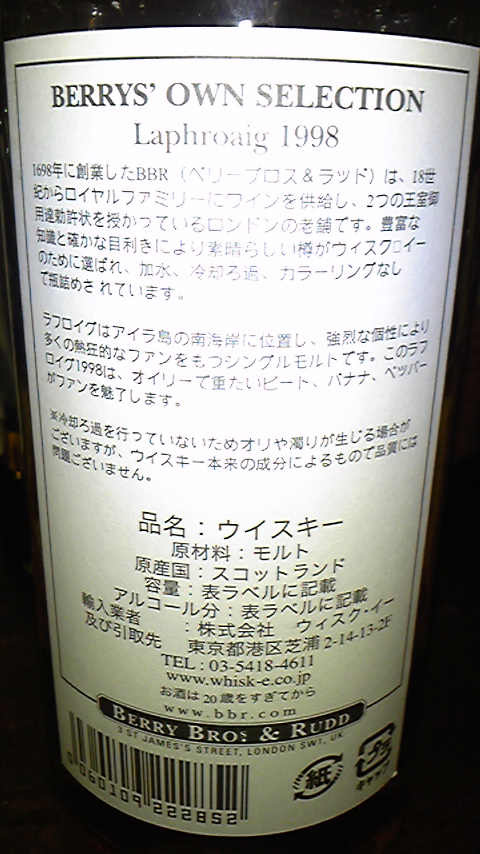 BERRYS' OWN SELECTION
Laphroaig 1998
1698年に創業したBBR（ベリーブロス＆ラッド）は、18世
紀からロイヤルファミリーにワインを供給し、2つの王室御
用達勅許状を授かっているロンドンの老舗です。豊富な
知識と確かな目利きにより素晴らしい樽がウィスク□イー
のために選ばれ、加水、冷却ろ過、カラーリングなし
で瓶詰めされています。
ラフロイグはアイラ島の南海岸に位置し、強烈な個性により
多くの熱狂的なファンをもつシングルモルトです。このラフ
ロイグ1998は、オイリーで重たいピート、バナナ、ペッパー
がファンを魅了します。
※冷却ろ過を行っていないためオリや濁りが生じる場合が
ございますが、ウイスキー本来の成分によるもので品質には
問題ございません。
品名：ウイスキー
原材料：モルト
原産国：スコットランド
容量：表ラベルに記載
アルコール分：表ラベルに記載
輸入業者
及び引取先
：株式会社 ウィスク・イー
東京都港区芝浦2-14-13-2F
TEL：03-5418-4611
www.whisk-e.co.jp
お酒は20歳をすぎてから
www.bbr.com
BERRY BROS & RUDD
3 ST JAMES'S STREET, LONDON SW1, UK
0 060109 222852
紙
プラ
キャップ